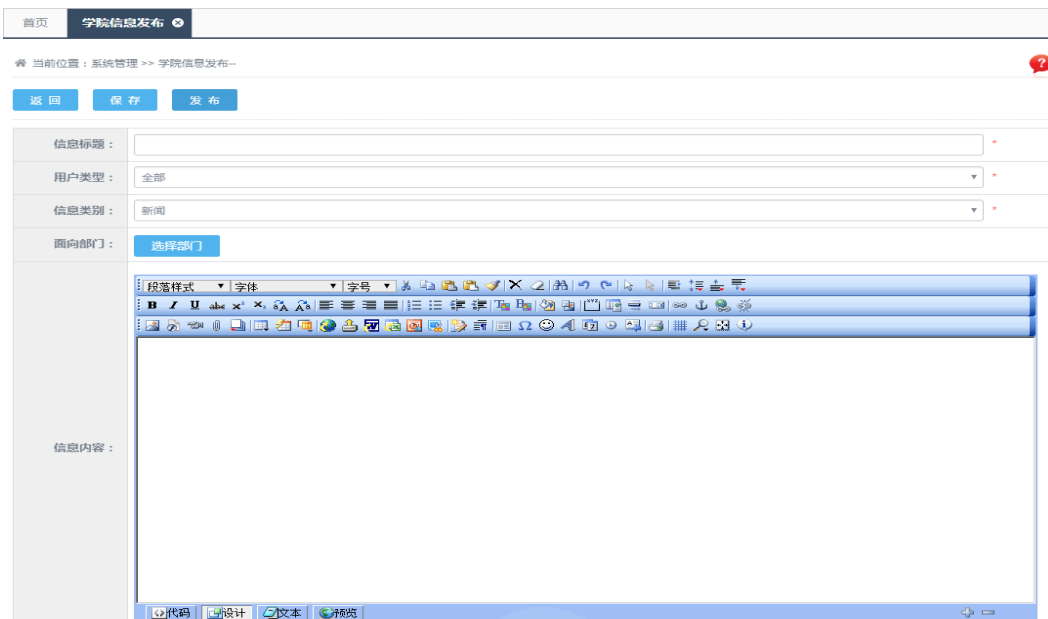 首页 学院信息发布
当前位置：系统管理 >> 学院信息发布--
返 回 保 存 发 布
信息标题： *
用户类型： 全部 *
信息类别： 新闻 *
面向部门： 选择部门
段落样式 字体 字号
B I U abc x² x₂
信息内容：
代码 设计 文本 预览